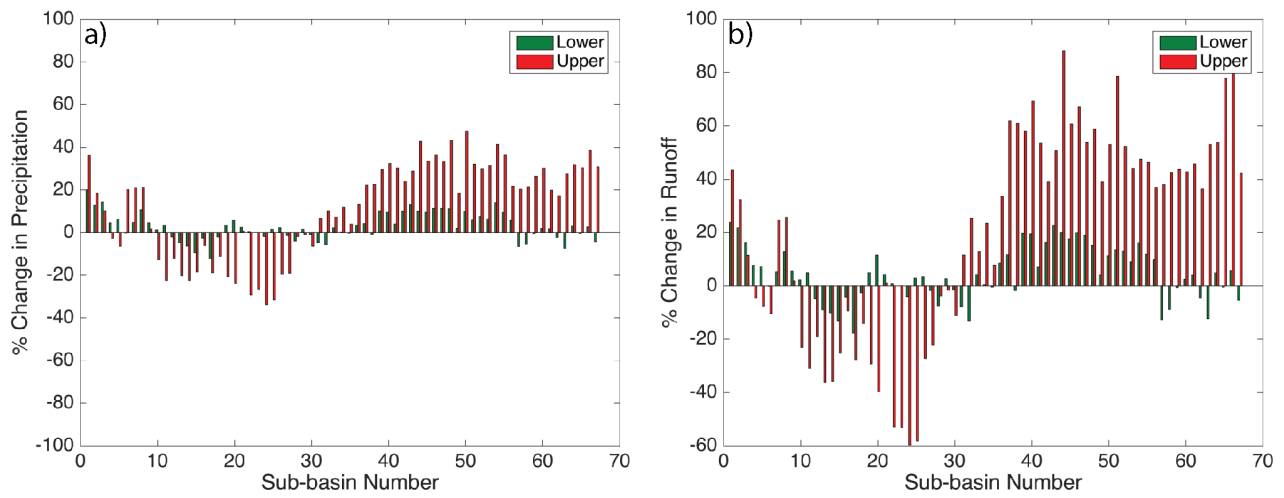 a)
Lower
Upper
% Change in Precipitation
100
80
60
40
20
0
-20
-40
-60
-80
-100
0 10 20 30 40 50 60 70
Sub-basin Number
b)
Lower
Upper
% Change in Runoff
100
80
60
40
20
0
-20
-40
-60
0 10 20 30 40 50 60 70
Sub-basin Number